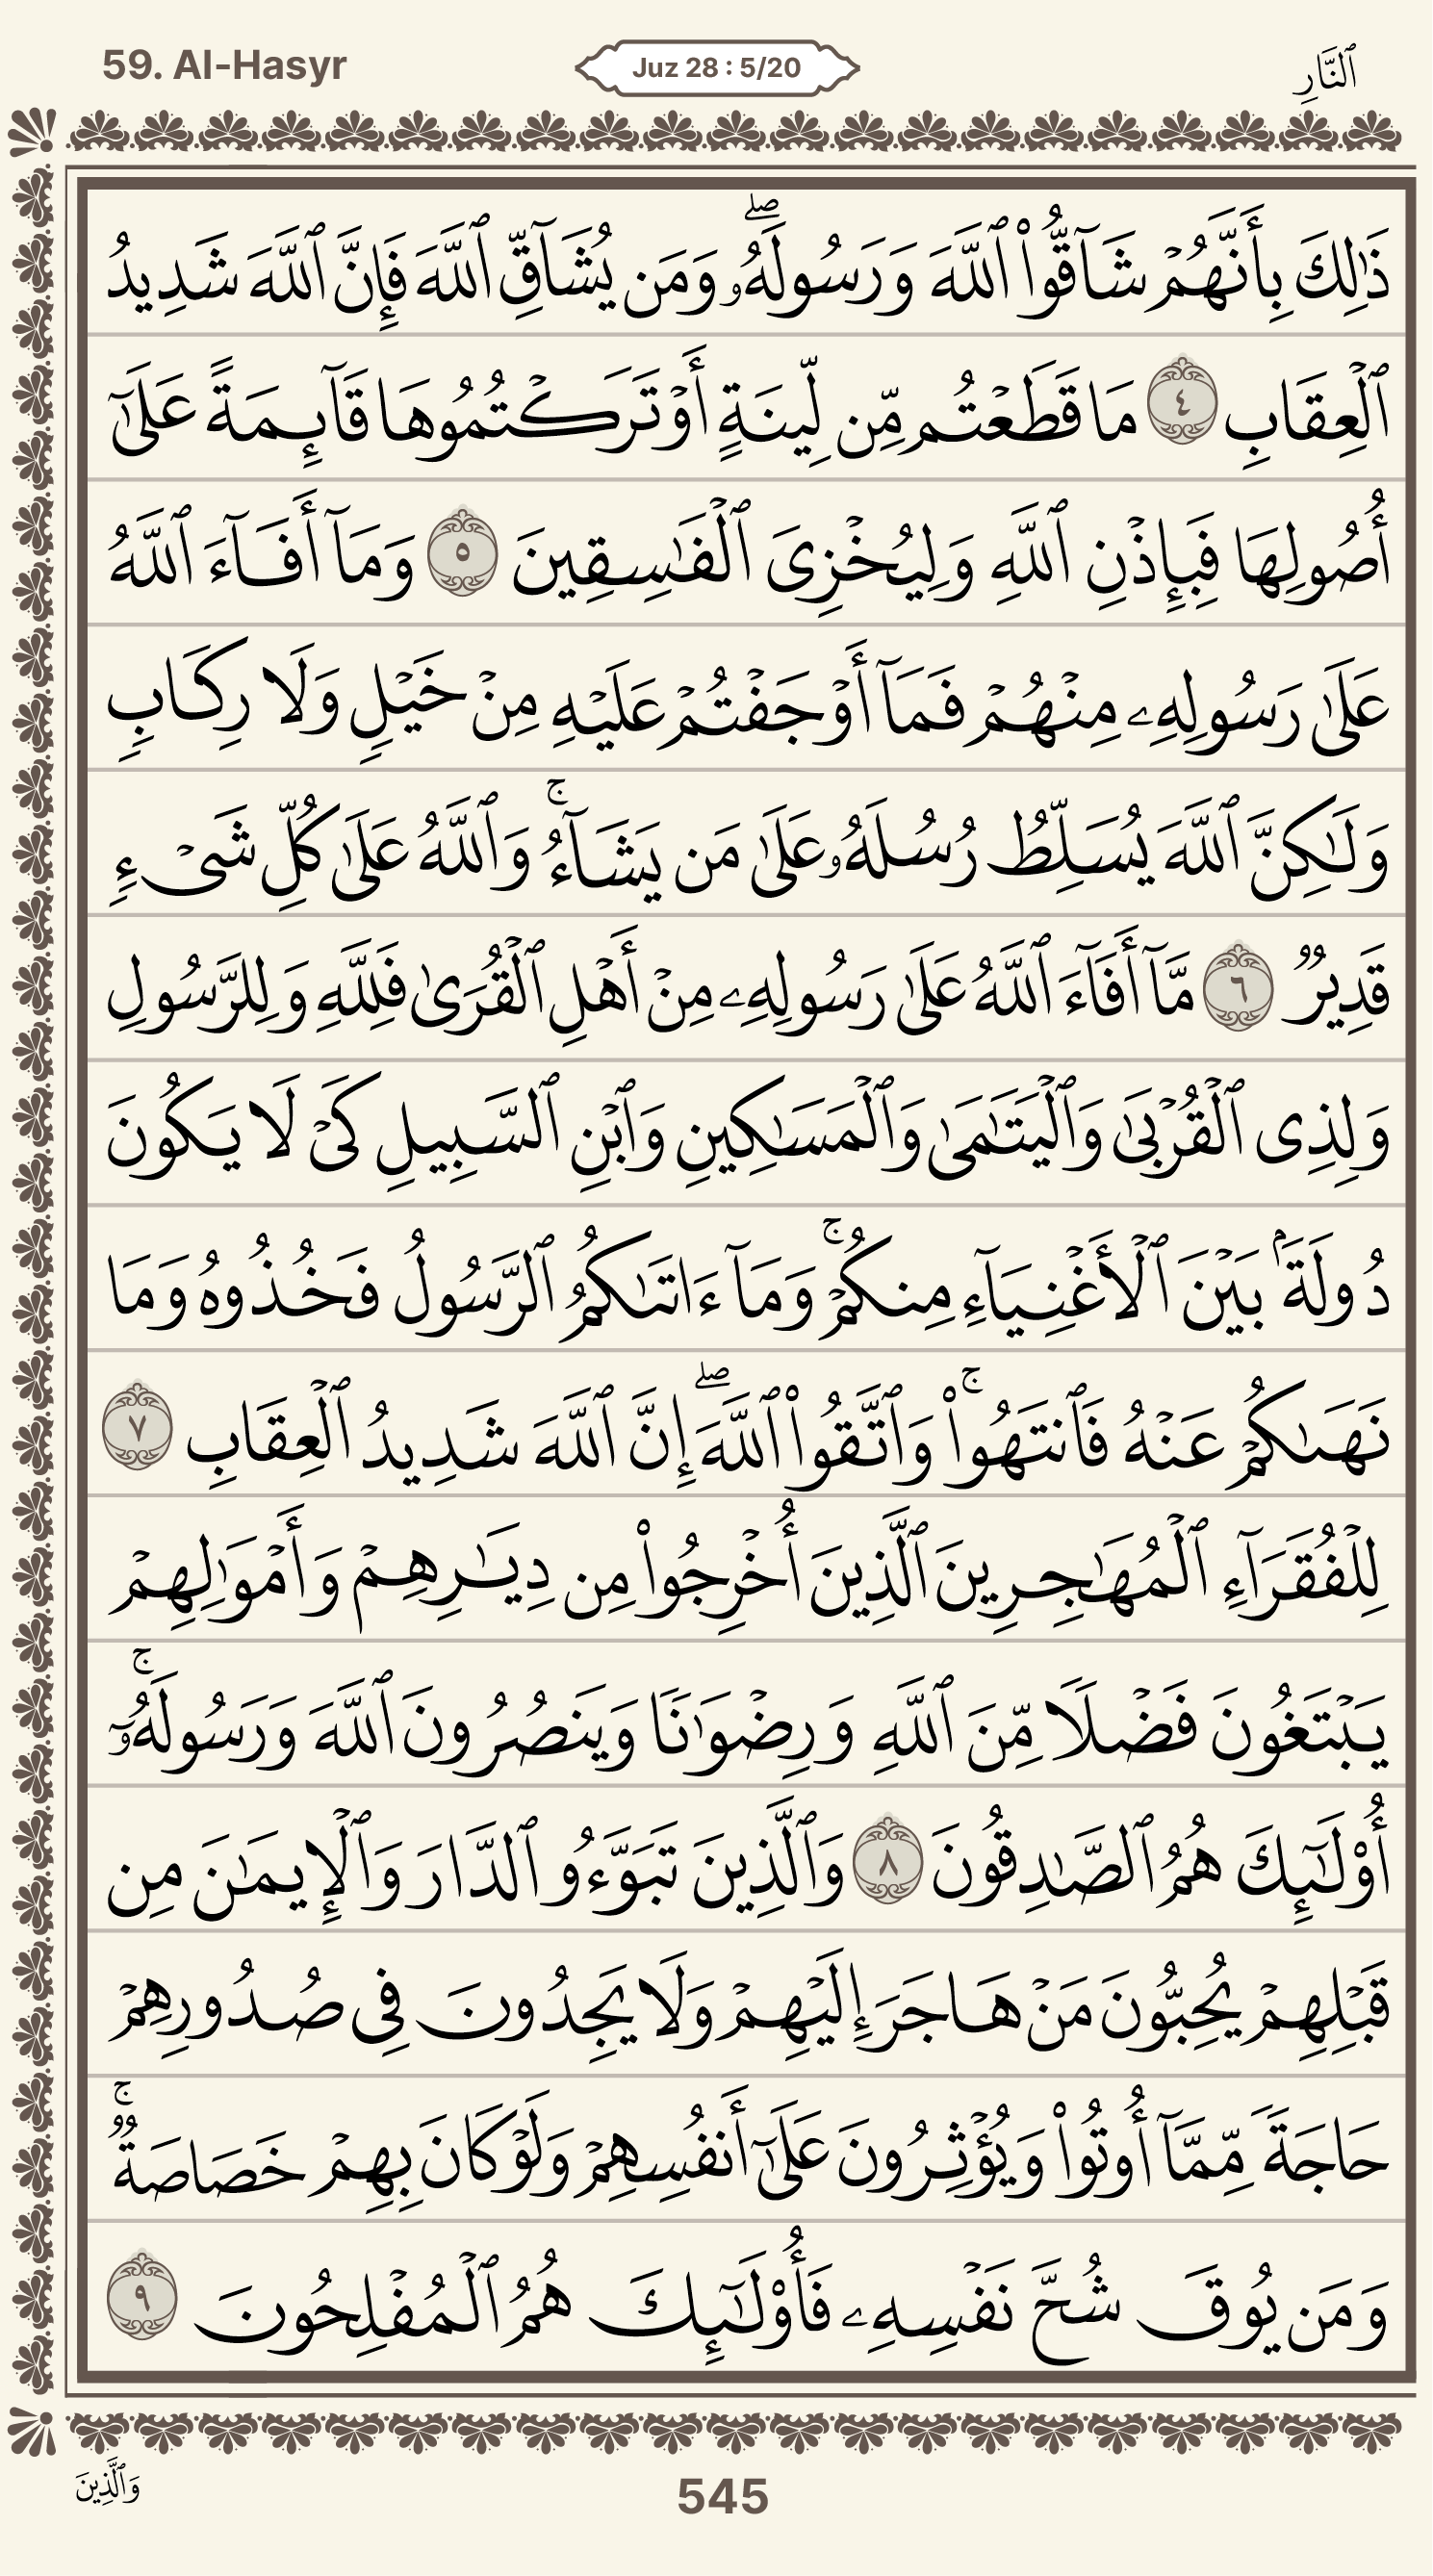 59. Al-Hasyr
Juz 28 : 5/20
ٱلنَّارِ
ذَٰلِكَ بِأَنَّهُمۡ شَآقُّواْ ٱللَّهَ وَرَسُولَهُۥۖ وَمَن يُشَآقِّ ٱللَّهَ فَإِنَّ ٱللَّهَ شَدِيدُ
ٱلۡعِقَابِ ٤ مَا قَطَعۡتُم مِّن لِّينَةٍ أَوۡ تَرَكۡتُمُوهَا قَآئِمَةً عَلَىٰٓ
أُصُولِهَا فَبِإِذۡنِ ٱللَّهِ وَلِيُخۡزِيَ ٱلۡفَٰسِقِينَ ٥ وَمَآ أَفَآءَ ٱللَّهُ
عَلَىٰ رَسُولِهِۦ مِنۡهُمۡ فَمَآ أَوۡجَفۡتُمۡ عَلَيۡهِ مِنۡ خَيۡلٖ وَلَا رِكَابٖ
وَلَٰكِنَّ ٱللَّهَ يُسَلِّطُ رُسُلَهُۥ عَلَىٰ مَن يَشَآءُۚ وَٱللَّهُ عَلَىٰ كُلِّ شَيۡءٖ
قَدِيرٞ ٦ مَّآ أَفَآءَ ٱللَّهُ عَلَىٰ رَسُولِهِۦ مِنۡ أَهۡلِ ٱلۡقُرَىٰ فَلِلَّهِ وَلِلرَّسُولِ
وَلِذِي ٱلۡقُرۡبَىٰ وَٱلۡيَتَٰمَىٰ وَٱلۡمَسَٰكِينِ وَٱبۡنِ ٱلسَّبِيلِ كَيۡ لَا يَكُونَ
دُولَةَۢ بَيۡنَ ٱلۡأَغۡنِيَآءِ مِنكُمۡۚ وَمَآ ءَاتَىٰكُمُ ٱلرَّسُولُ فَخُذُوهُ وَمَا
نَهَىٰكُمۡ عَنۡهُ فَٱنتَهُواْۚ وَٱتَّقُواْ ٱللَّهَۖ إِنَّ ٱللَّهَ شَدِيدُ ٱلۡعِقَابِ ٧
لِلۡفُقَرَآءِ ٱلۡمُهَٰجِرِينَ ٱلَّذِينَ أُخۡرِجُواْ مِن دِيَٰرِهِمۡ وَأَمۡوَٰلِهِمۡ
يَبۡتَغُونَ فَضۡلٗا مِّنَ ٱللَّهِ وَرِضۡوَٰنٗا وَيَنصُرُونَ ٱللَّهَ وَرَسُولَهُۥٓۚ
أُوْلَٰٓئِكَ هُمُ ٱلصَّٰدِقُونَ ٨ وَٱلَّذِينَ تَبَوَّءُو ٱلدَّارَ وَٱلۡإِيمَٰنَ مِن
قَبۡلِهِمۡ يُحِبُّونَ مَنۡ هَاجَرَ إِلَيۡهِمۡ وَلَا يَجِدُونَ فِي صُدُورِهِمۡ
حَاجَةٗ مِّمَّآ أُوتُواْ وَيُؤۡثِرُونَ عَلَىٰٓ أَنفُسِهِمۡ وَلَوۡ كَانَ بِهِمۡ خَصَاصَةٞۚ
وَمَن يُوقَ شُحَّ نَفۡسِهِۦ فَأُوْلَٰٓئِكَ هُمُ ٱلۡمُفۡلِحُونَ ٩
وَٱلَّذِينَ
545